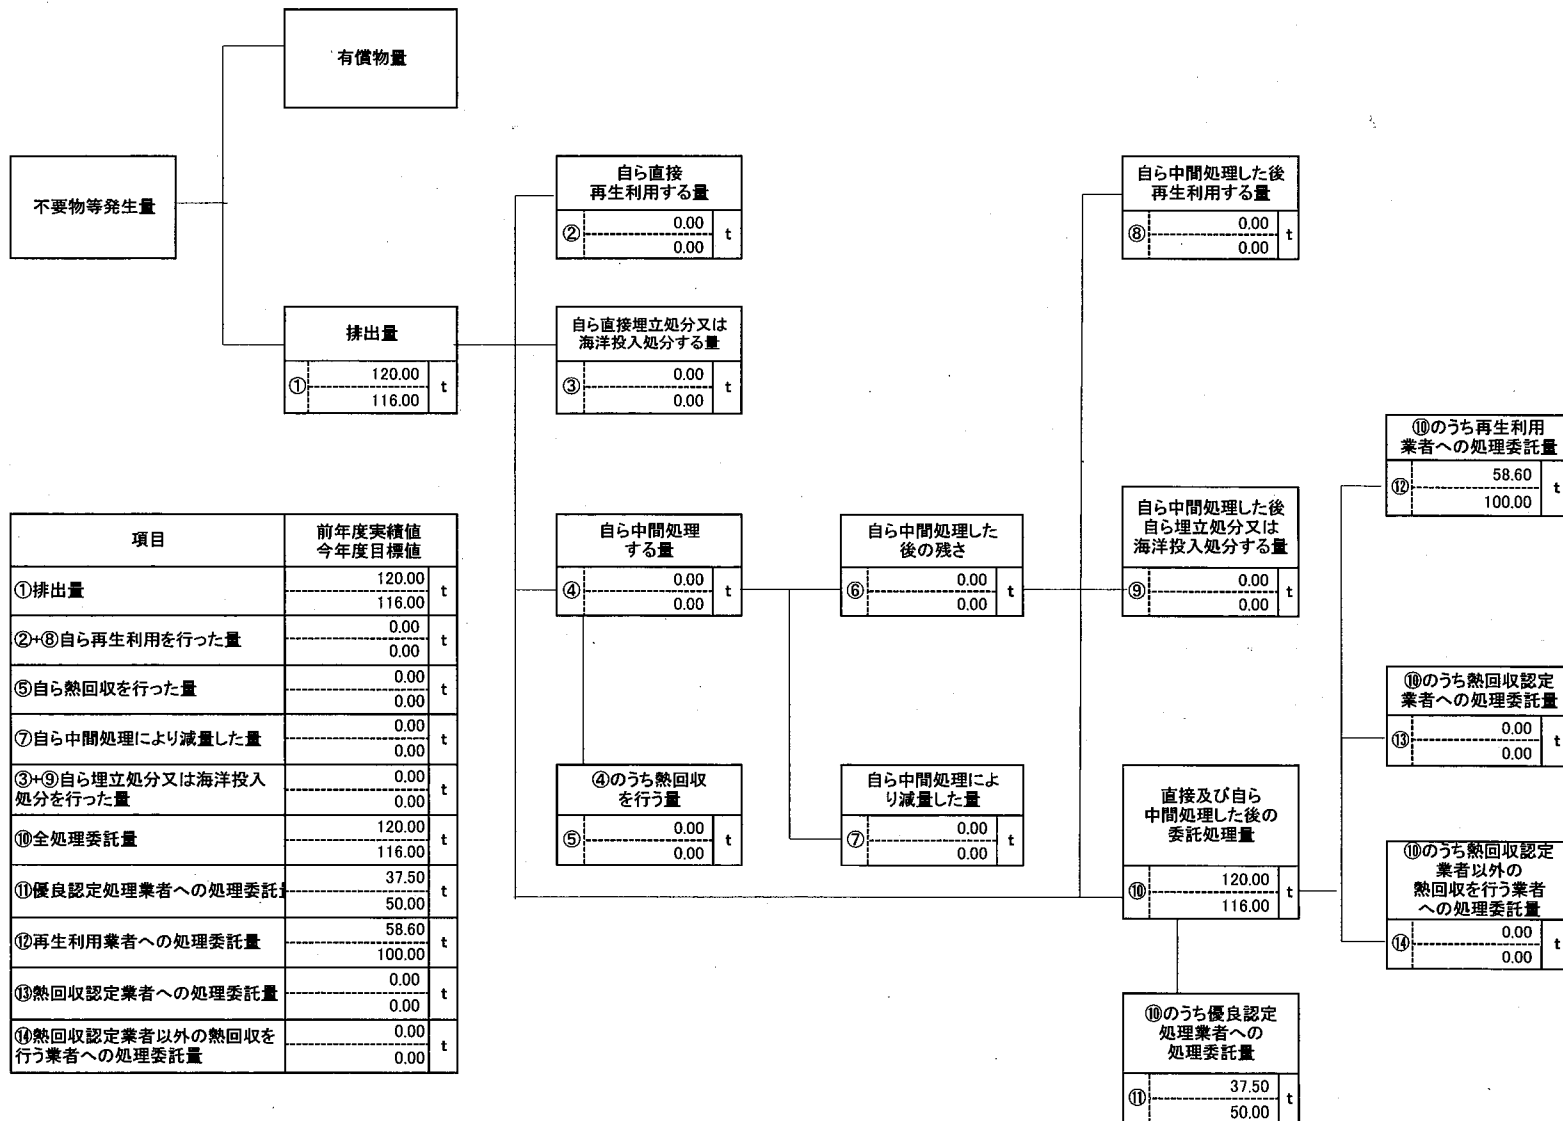 有償物量
不要物等発生量
排出量
①
120.00
116.00
t
自ら直接
再生利用する量
②
0.00
0.00
t
自ら直接埋立処分又は
海洋投入処分する量
③
0.00
0.00
t
自ら中間処理
する量
④
0.00
0.00
t
④のうち熱回収
を行う量
⑤
0.00
0.00
t
自ら中間処理した
後の残さ
⑥
0.00
0.00
t
自ら中間処理によ
り減量した量
⑦
0.00
0.00
t
自ら中間処理した後
再生利用する量
⑧
0.00
0.00
t
自ら中間処理した後
自ら埋立処分又は
海洋投入処分する量
⑨
0.00
0.00
t
直接及び自ら
中間処理した後の
委託処理量
⑩
120.00
116.00
t
⑩のうち優良認定
処理業者への
処理委託量
⑪
37.50
50.00
t
⑩のうち再生利用
業者への処理委託量
⑫
58.60
100.00
t
⑩のうち熱回収認定
業者への処理委託量
⑬
0.00
0.00
t
⑩のうち熱回収認定
業者以外の
熱回収を行う業者
への処理委託量
⑭
0.00
0.00
t
項目
前年度実績値
今年度目標値
①排出量
120.00
116.00
t
②+⑧自ら再生利用を行った量
0.00
0.00
t
⑤自ら熱回収を行った量
0.00
0.00
t
⑦自ら中間処理により減量した量
0.00
0.00
t
③+⑨自ら埋立処分又は海洋投入
処分を行った量
0.00
0.00
t
⑩全処理委託量
120.00
116.00
t
⑪優良認定処理業者への処理委託
37.50
50.00
t
⑫再生利用業者への処理委託量
58.60
100.00
t
⑬熱回収認定業者への処理委託量
0.00
0.00
t
⑭熱回収認定業者以外の熱回収を
行う業者への処理委託量
0.00
0.00
t